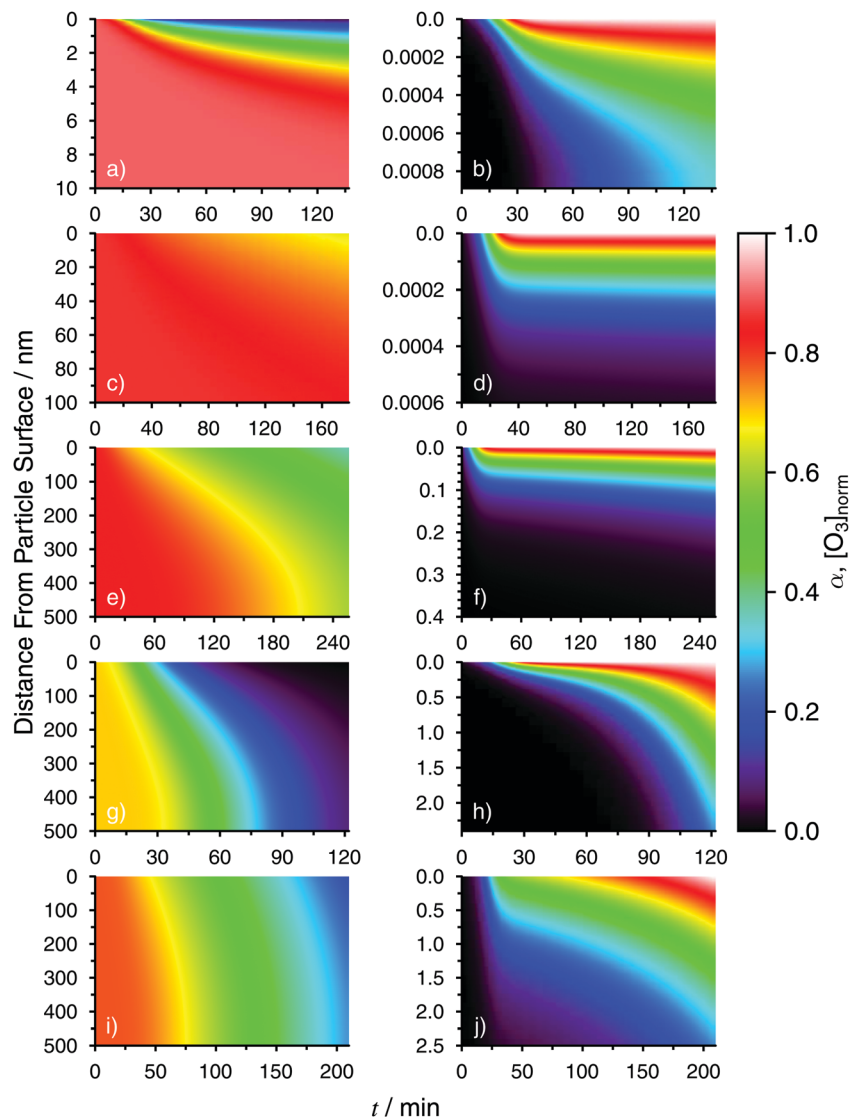 0
2
4
6
8
10
a)
0 30 60 90 120
0.0
0.0002
0.0004
0.0006
0.0008
b)
0 30 60 90 120
0
20
40
60
80
100
c)
0 40 80 120 160
0.0
0.0002
0.0004
0.0006
d)
0 40 80 120 160
0
100
200
300
400
500
e)
0 60 120 180 240
0.0
0.1
0.2
0.3
0.4
f)
0 60 120 180 240
0
100
200
300
400
500
g)
0 30 60 90 120
0.0
0.5
1.0
1.5
2.0
h)
0 30 60 90 120
0
100
200
300
400
500
i)
0 50 100 150 200
0.0
0.5
1.0
1.5
2.0
2.5
j)
0 50 100 150 200
Distance From Particle Surface / nm
t / min
1.0
0.8
0.6
0.4
0.2
0.0
α, [O₃]norm